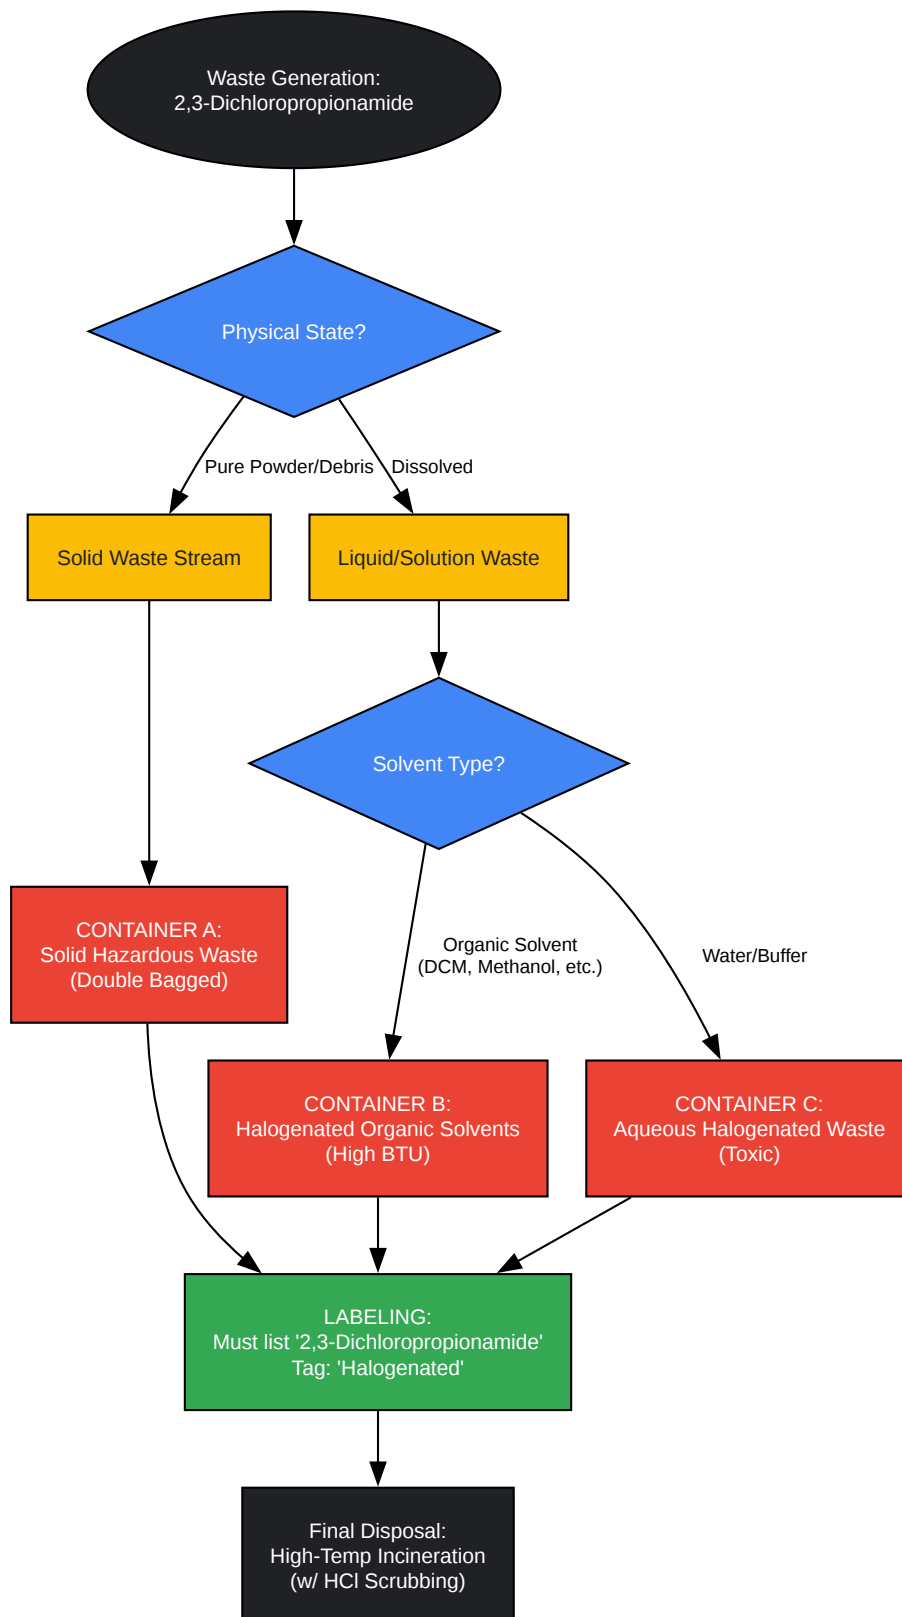 Waste Generation:
2,3-Dichloropropionamide
Physical State?
Pure Powder/Debris
Dissolved
Solid Waste Stream
Liquid/Solution Waste
Solvent Type?
CONTAINER A:
Solid Hazardous Waste
(Double Bagged)
Organic Solvent
(DCM, Methanol, etc.)
Water/Buffer
CONTAINER B:
Halogenated Organic Solvents
(High BTU)
CONTAINER C:
Aqueous Halogenated Waste
(Toxic)
LABELING:
Must list '2,3-Dichloropropionamide'
Tag: 'Halogenated'
Final Disposal:
High-Temp Incineration
(w/ HCl Scrubbing)